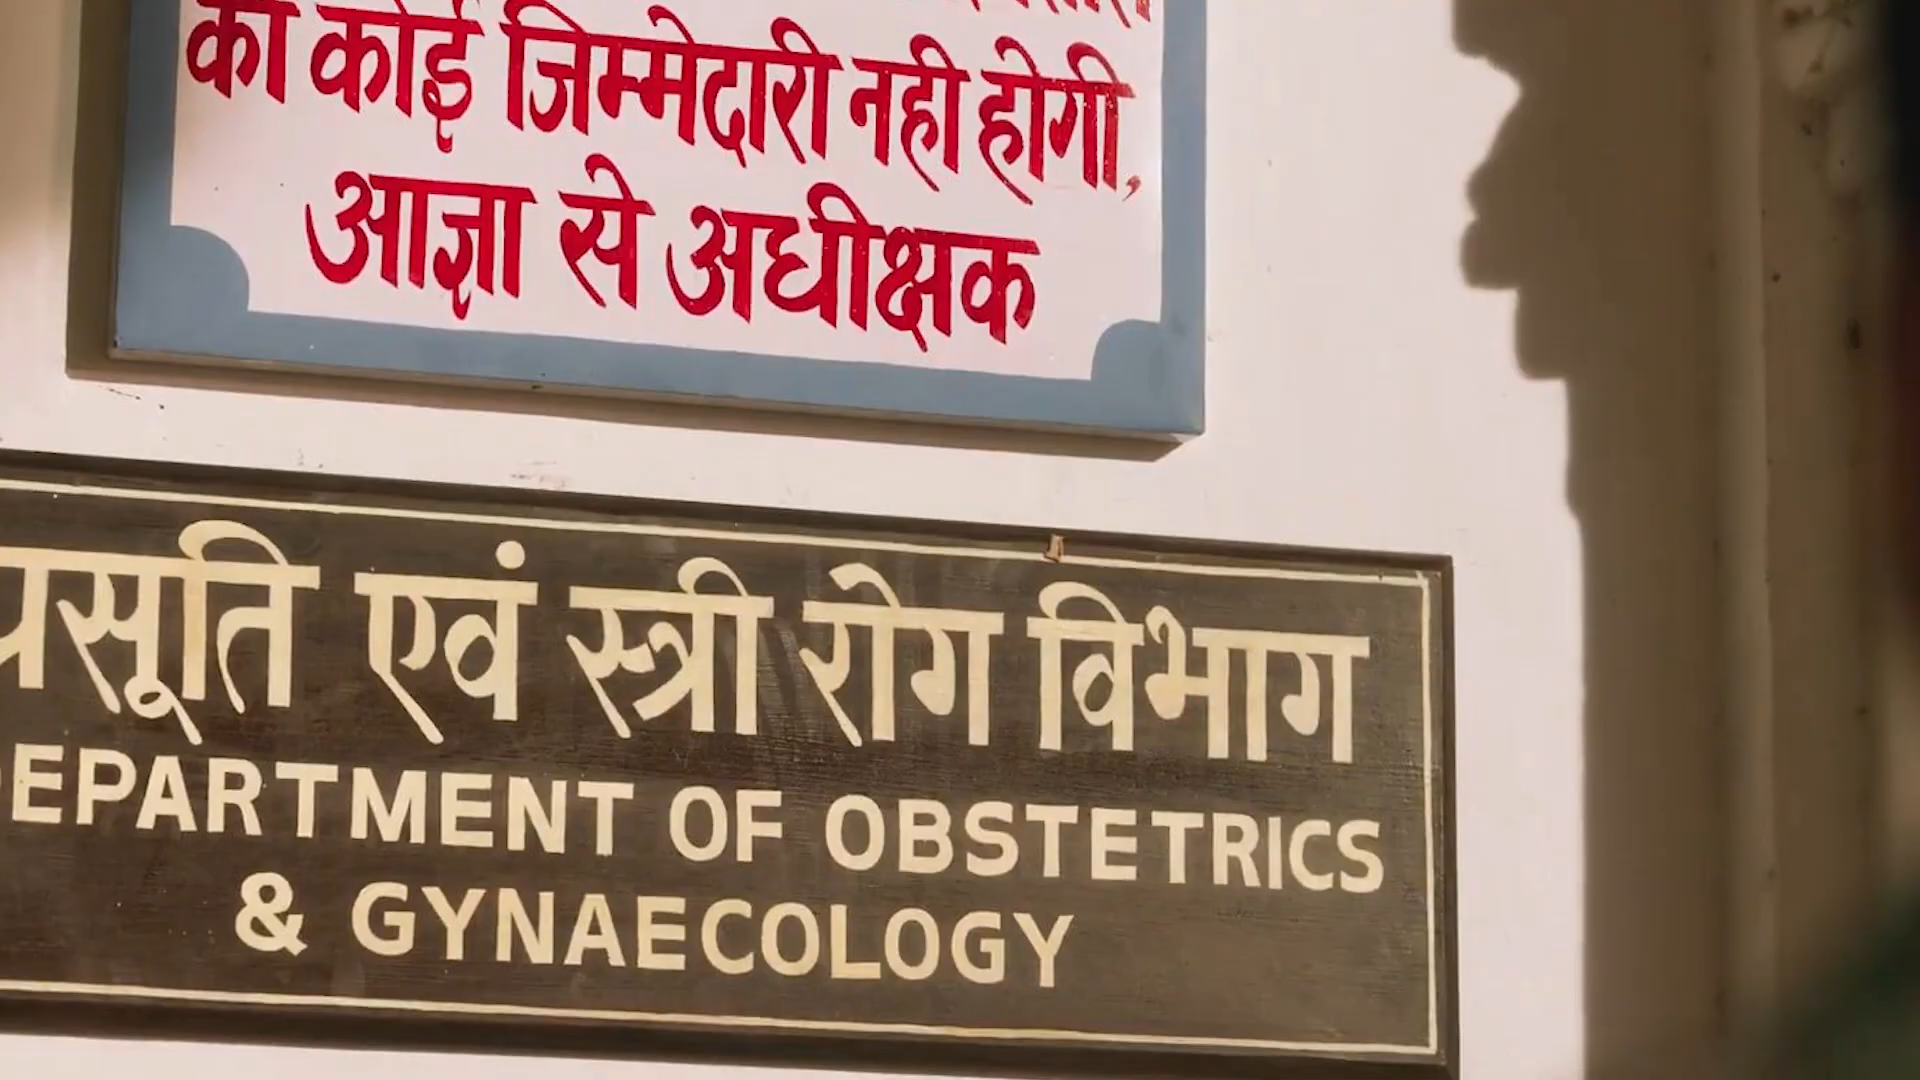 का कोई जिम्मेदारी नही होगी,
आज्ञा से अधीक्षक
प्रसूति एवं स्त्री रोग विभाग
DEPARTMENT OF OBSTETRICS
& GYNAECOLOGY